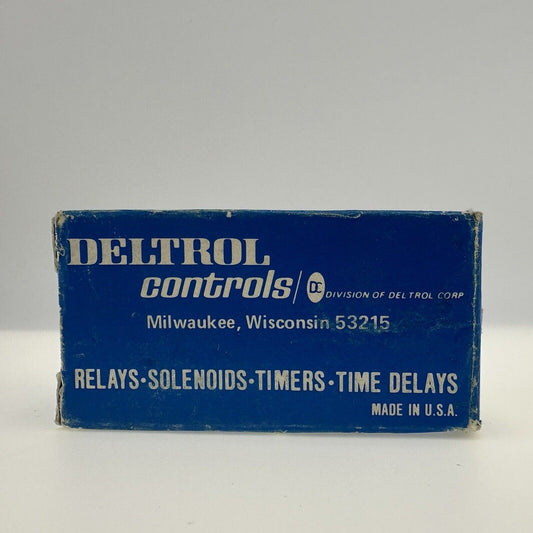 DELTROL
controls/ DC DIVISION OF DELTROL CORP
Milwaukee, Wisconsin 53215
RELAYS•SOLENOIDS•TIMERS•TIME DELAYS
MADE IN U.S.A.